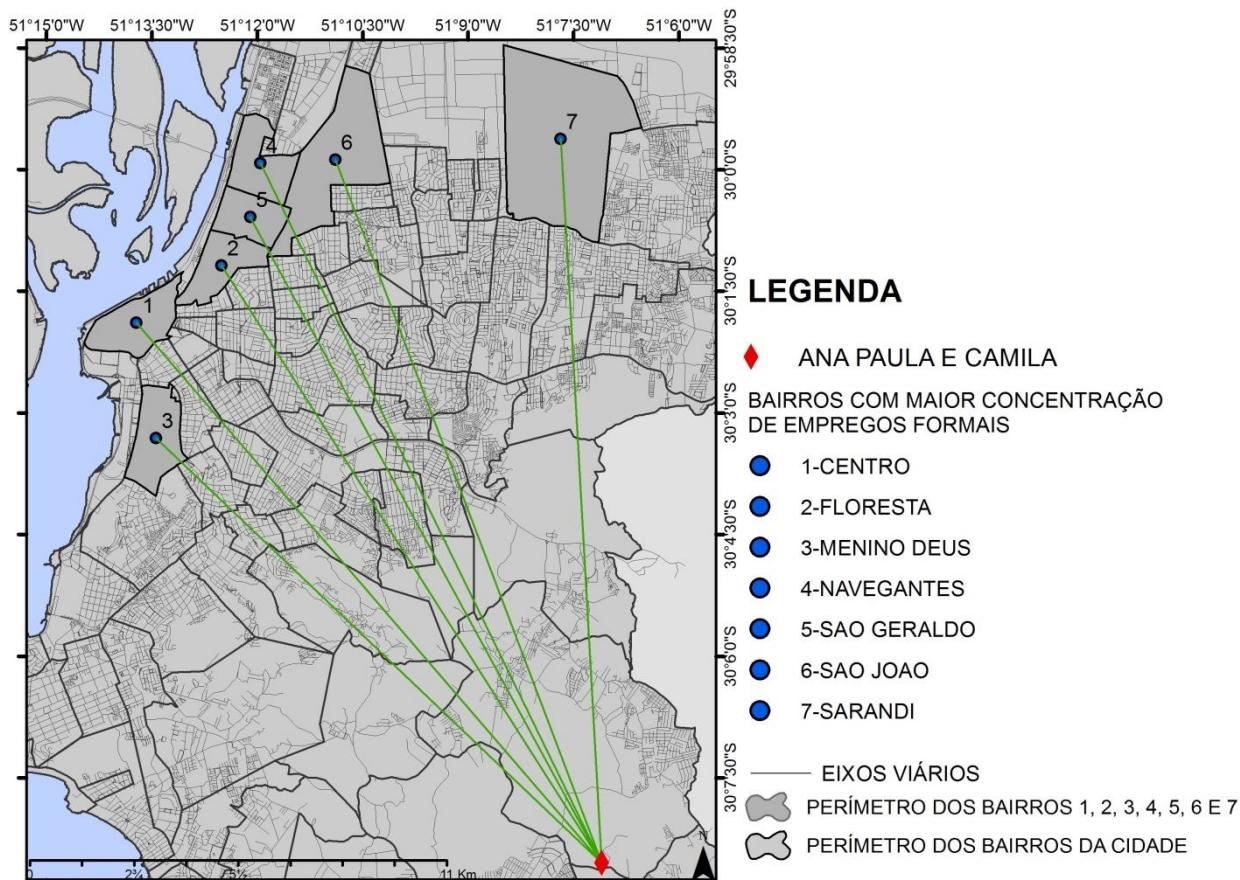 51°15'0"W 51°13'30"W 51°12'0"W 51°10'30"W 51°9'0"W 51°7'30"W 51°6'0"W
29°58'30"S
30°0'0"S
30°1'30"S
30°3'0"S
30°4'30"S
30°6'0"S
30°7'30"S
7
4
6
5
2
1
3
N
0 2¾ 5½ 11 Km
LEGENDA
ANA PAULA E CAMILA
BAIRROS COM MAIOR CONCENTRAÇÃO
DE EMPREGOS FORMAIS
1-CENTRO
2-FLORESTA
3-MENINO DEUS
4-NAVEGANTES
5-SAO GERALDO
6-SAO JOAO
7-SARANDI
EIXOS VIÁRIOS
PERÍMETRO DOS BAIRROS 1, 2, 3, 4, 5, 6 E 7
PERÍMETRO DOS BAIRROS DA CIDADE